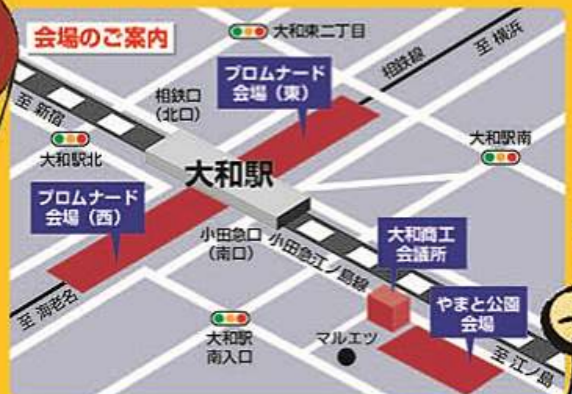 会場のご案内
大和東二丁目
至 横浜
相鉄線
プロムナード
会場（東）
相鉄口
（北口）
至 新宿
大和駅北
大和駅南
大和駅
プロムナード
会場（西）
小田急口
（南口）
小田急江ノ島線
大和商工
会議所
やまと公園
会場
至 海老名
大和駅
南入口
マルエツ
至 江ノ島